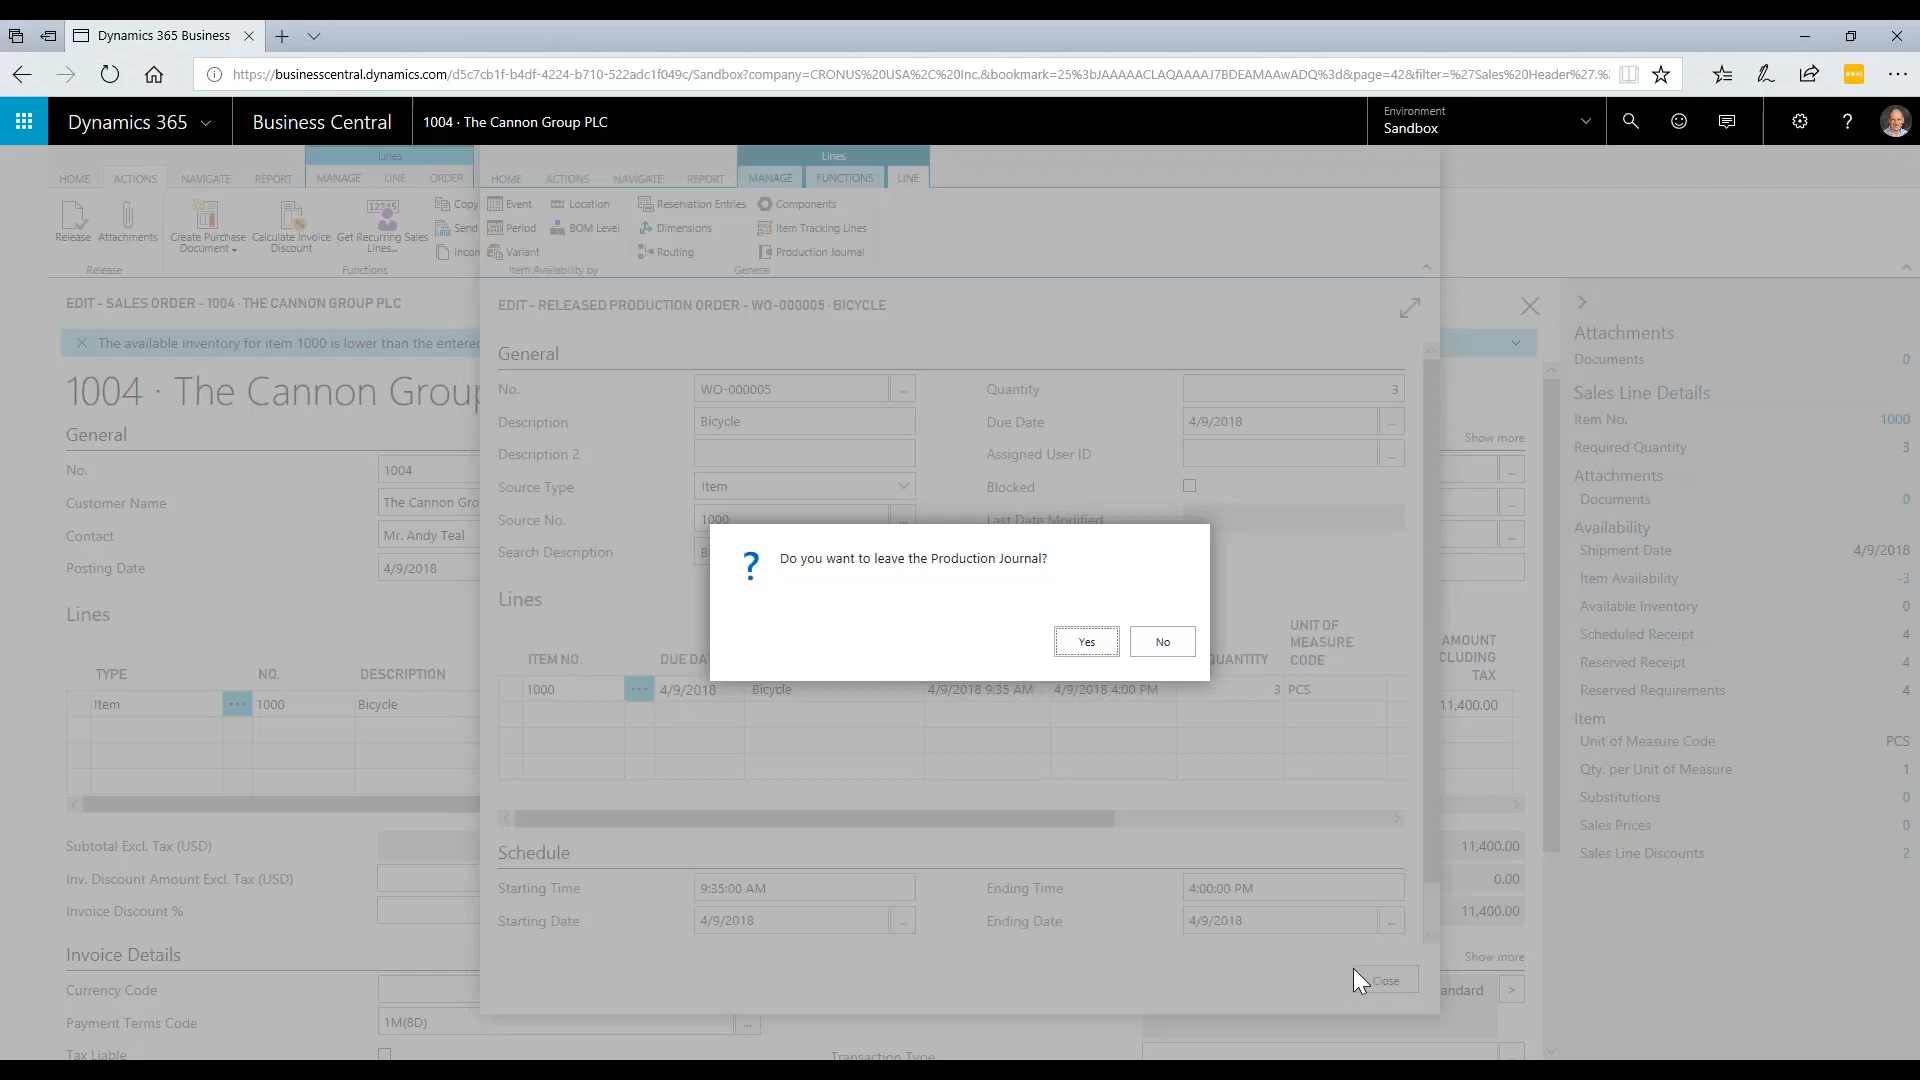 Dynamics 365 Business
https://businesscentral.dynamics.com/d5c7cb1f-b4df-4224-b710-522adc1f049c/Sandbox?company=CRONUS%20USA%2C%20Inc.&bookmark=25%3bJAAAAACLAQAAAAJ7BDEAMAAwADQ%3d&page=42&filter=%27Sales%20Header%27.%
Dynamics 365
Business Central
1004 · The Cannon Group PLC
Environment
Sandbox
?
Lines
HOME ACTIONS NAVIGATE REPORT MANAGE LINE ORDER
Release
Attachments
Create Purchase
Document
Calculate Invoice
Discount
Get Recurring Sales
Lines...
Copy
Send
Incom
Release
Functions
Lines
HOME ACTIONS NAVIGATE REPORT MANAGE FUNCTIONS LINE
Event Location Reservation Entries Components
Period BOM Level Dimensions Item Tracking Lines
Variant Routing Production Journal
Item Availability by General
EDIT - SALES ORDER - 1004 · THE CANNON GROUP PLC
The available inventory for item 1000 is lower than the entered
1004 · The Cannon Group
General
No. 1004
Customer Name The Cannon Gro
Contact Mr. Andy Teal
Posting Date 4/9/2018
Lines
TYPE NO. DESCRIPTION
Item ... 1000 Bicycle
Subtotal Excl. Tax (USD)
Inv. Discount Amount Excl. Tax (USD)
Invoice Discount %
Invoice Details
Currency Code
Payment Terms Code 1M(8D) ...
Tax Liable
Transaction Type
EDIT - RELEASED PRODUCTION ORDER - WO-000005 · BICYCLE
General
No. WO-000005 ... Quantity 3
Description Bicycle Due Date 4/9/2018 ...
Description 2 Assigned User ID ...
Source Type Item Blocked
Source No. 1000 ... Last Date Modified
Search Description
Lines
ITEM NO. DUE DA QUANTITY
UNIT OF
MEASURE
CODE
1000 ... 4/9/2018 Bicycle 4/9/2018 9:35 AM 4/9/2018 4:00 PM 3 PCS
Schedule
Starting Time 9:35:00 AM Ending Time 4:00:00 PM
Starting Date 4/9/2018 ... Ending Date 4/9/2018 ...
Close
? Do you want to leave the Production Journal?
Yes No
Show more
AMOUNT
CLUDING
TAX
11,400.00
11,400.00
0.00
11,400.00
Show more
andard >
Attachments
Documents 0
Sales Line Details
Item No. 1000
Required Quantity 3
Attachments
Documents 0
Availability
Shipment Date 4/9/2018
Item Availability -3
Available Inventory 0
Scheduled Receipt 4
Reserved Receipt 4
Reserved Requirements 4
Item
Unit of Measure Code PCS
Qty. per Unit of Measure 1
Substitutions 0
Sales Prices 0
Sales Line Discounts 2